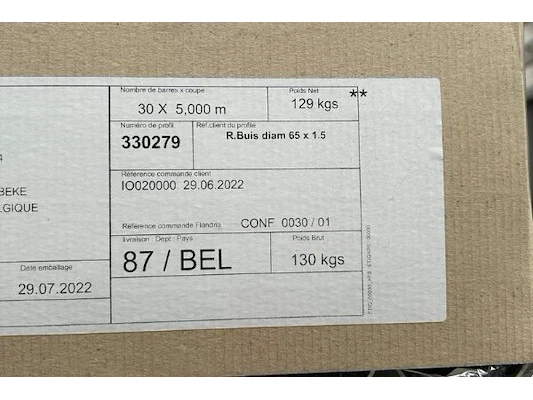 Nombre de barres x coupe
Poids Net
30 X 5,000 m
129 kgs **
Numéro de profil
Réf.client du profilé
330279
R.Buis diam 65 x 1.5
4
Référence commande client
IO020000 29.06.2022
BEKE
LGIQUE
Référence commande Flandria CONF 0030 / 01
livraison : Dépt : Pays
Poids Brut
87 / BEL
130 kgs
Date emballage
29.07.2022